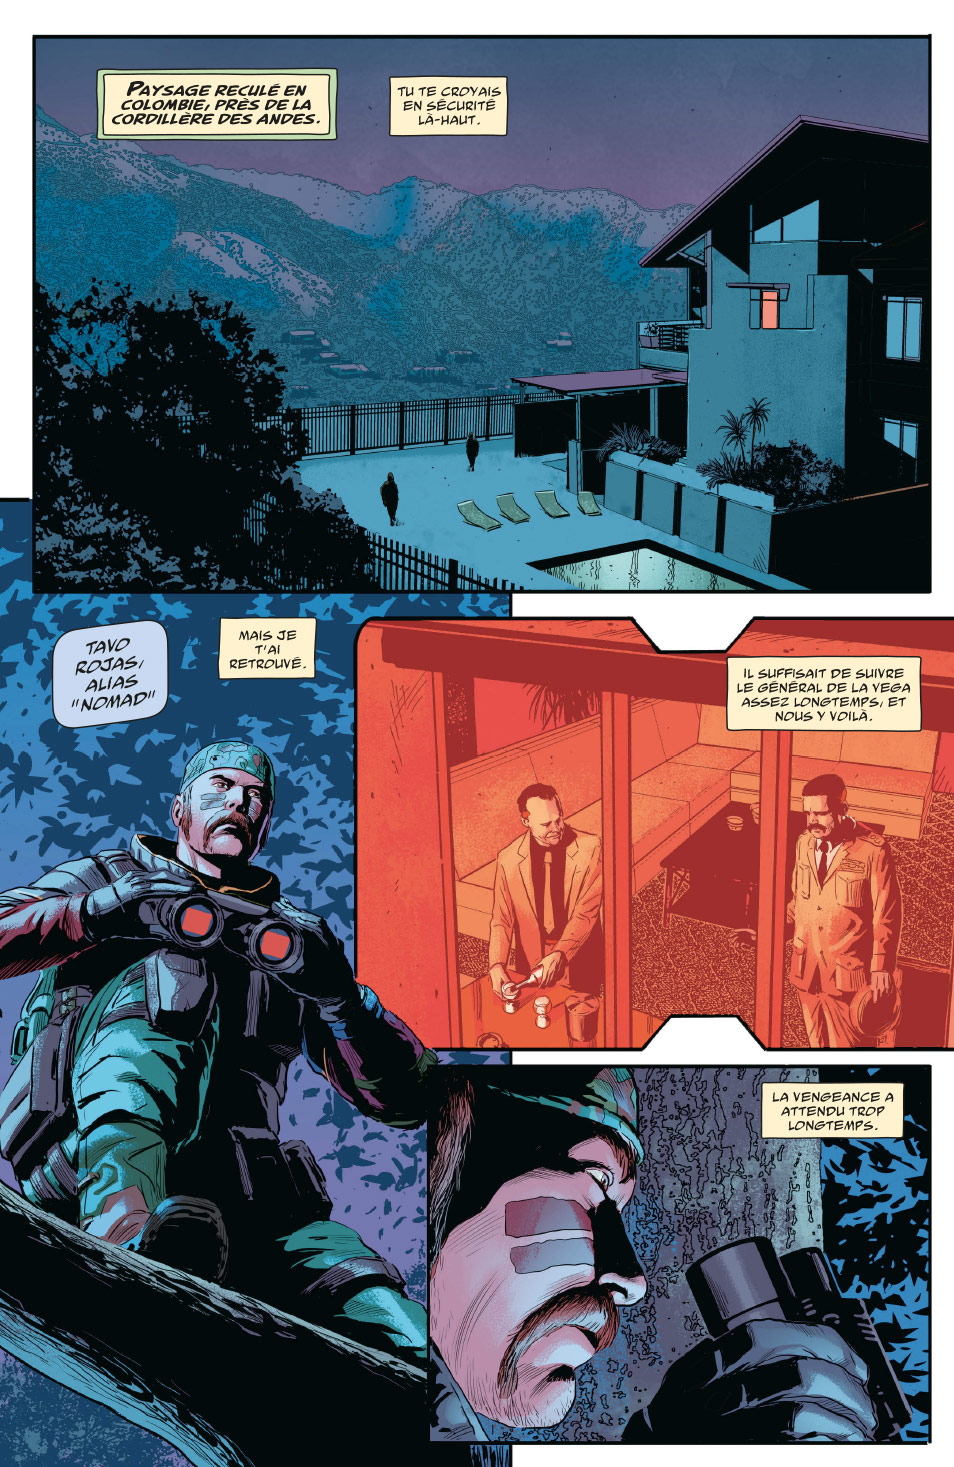 PAYSAGE RECULÉ EN
COLOMBIE, PRÈS DE LA
CORDILLÈRE DES ANDES.
TU TE CROYAIS
EN SÉCURITÉ
LÀ-HAUT.
TAVO
ROJAS,
ALIAS
"NOMAD"
MAIS JE
T'AI
RETROUVÉ.
IL SUFFISAIT DE SUIVRE
LE GÉNÉRAL DE LA VEGA
ASSEZ LONGTEMPS, ET
NOUS Y VOILÀ.
LA VENGEANCE A
ATTENDU TROP
LONGTEMPS.